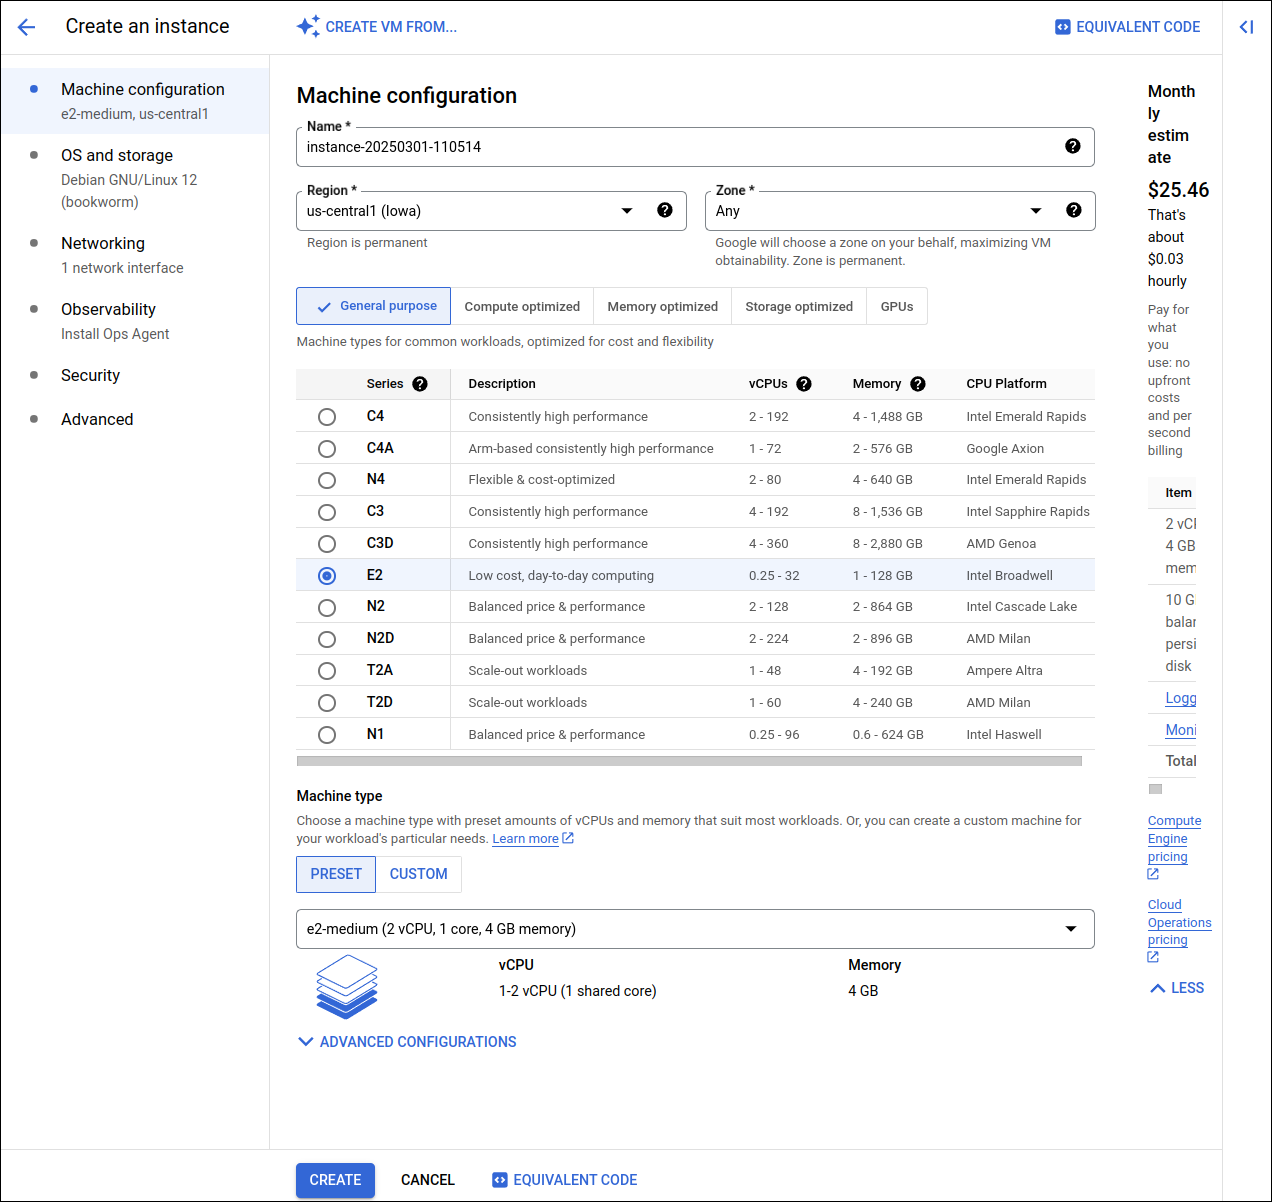 Create an instance
CREATE VM FROM...
EQUIVALENT CODE
Machine configuration
e2-medium, us-central1
OS and storage
Debian GNU/Linux 12
(bookworm)
Networking
1 network interface
Observability
Install Ops Agent
Security
Advanced
Machine configuration
Name *
instance-20250301-110514
Region *
us-central1 (Iowa)
Region is permanent
Zone *
Any
Google will choose a zone on your behalf, maximizing VM
obtainability. Zone is permanent.
General purpose
Compute optimized
Memory optimized
Storage optimized
GPUs
Machine types for common workloads, optimized for cost and flexibility
Series Description vCPUs Memory CPU Platform
C4 Consistently high performance 2 - 192 4 - 1,488 GB Intel Emerald Rapids
C4A Arm-based consistently high performance 1 - 72 2 - 576 GB Google Axion
N4 Flexible & cost-optimized 2 - 80 4 - 640 GB Intel Emerald Rapids
C3 Consistently high performance 4 - 192 8 - 1,536 GB Intel Sapphire Rapids
C3D Consistently high performance 4 - 360 8 - 2,880 GB AMD Genoa
E2 Low cost, day-to-day computing 0.25 - 32 1 - 128 GB Intel Broadwell
N2 Balanced price & performance 2 - 128 2 - 864 GB Intel Cascade Lake
N2D Balanced price & performance 2 - 224 2 - 896 GB AMD Milan
T2A Scale-out workloads 1 - 48 4 - 192 GB Ampere Altra
T2D Scale-out workloads 1 - 60 4 - 240 GB AMD Milan
N1 Balanced price & performance 0.25 - 96 0.6 - 624 GB Intel Haswell
Machine type
Choose a machine type with preset amounts of vCPUs and memory that suit most workloads. Or, you can create a custom machine for
your workload's particular needs. Learn more
PRESET
CUSTOM
e2-medium (2 vCPU, 1 core, 4 GB memory)
vCPU
1-2 vCPU (1 shared core)
Memory
4 GB
ADVANCED CONFIGURATIONS
Month
ly
estim
ate
$25.46
That's
about
$0.03
hourly
Pay for
what
you
use: no
upfront
costs
and per
second
billing
Item
2 vC
4 GB
mem
10 G
balan
persi
disk
Logg
Moni
Total
Compute
Engine
pricing
Cloud
Operations
pricing
LESS
CREATE
CANCEL
EQUIVALENT CODE